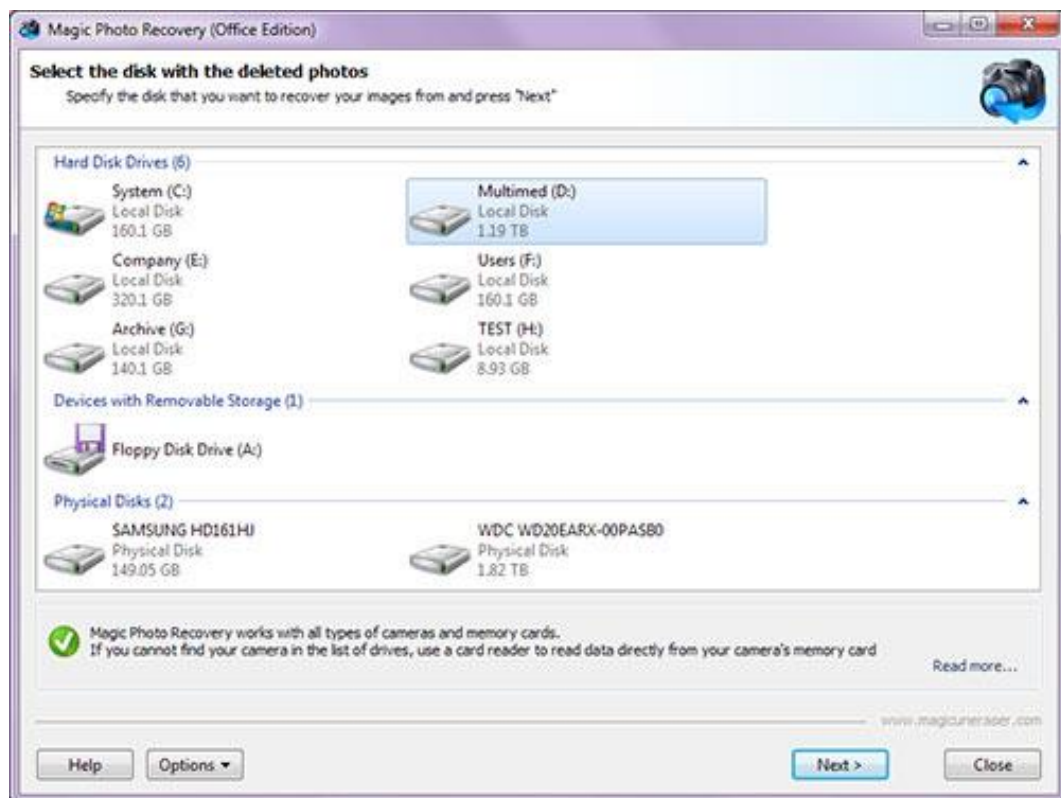 Magic Photo Recovery (Office Edition)
Select the disk with the deleted photos
Specify the disk that you want to recover your images from and press "Next"
Hard Disk Drives (6)
System (C:)
Local Disk
160.1 GB
Multimed (D:)
Local Disk
1.19 TB
Company (E:)
Local Disk
320.1 GB
Users (F:)
Local Disk
160.1 GB
Archive (G:)
Local Disk
140.1 GB
TEST (H:)
Local Disk
8.93 GB
Devices with Removable Storage (1)
Floppy Disk Drive (A:)
Physical Disks (2)
SAMSUNG HD161HJ
Physical Disk
149.05 GB
WDC WD20EARX-00PASB0
Physical Disk
1.82 TB
Magic Photo Recovery works with all types of cameras and memory cards.
If you cannot find your camera in the list of drives, use a card reader to read data directly from your camera's memory card
Read more...
www.magicuneraser.com
Help
Options
Next >
Close